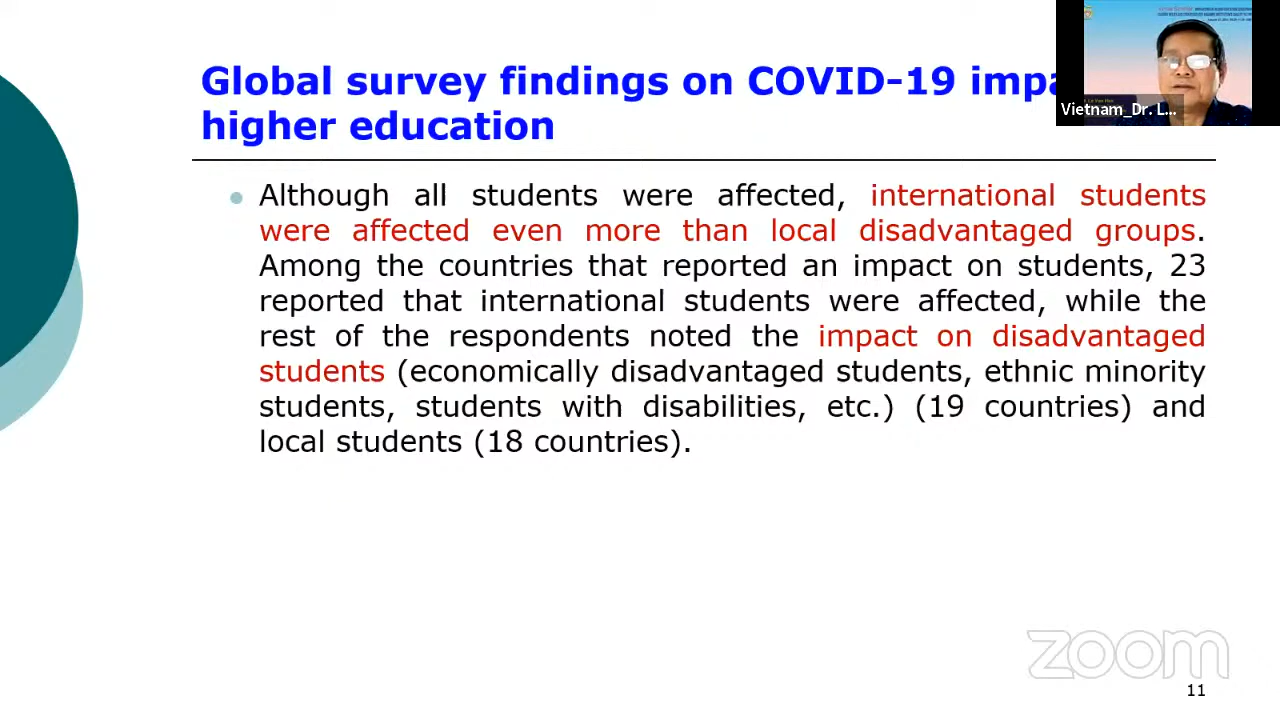 Global survey findings on COVID-19 impa
higher education
Vietnam_Dr. L...
Although all students were affected, international students
were affected even more than local disadvantaged groups.
Among the countries that reported an impact on students, 23
reported that international students were affected, while the
rest of the respondents noted the impact on disadvantaged
students (economically disadvantaged students, ethnic minority
students, students with disabilities, etc.) (19 countries) and
local students (18 countries).
zoom
11